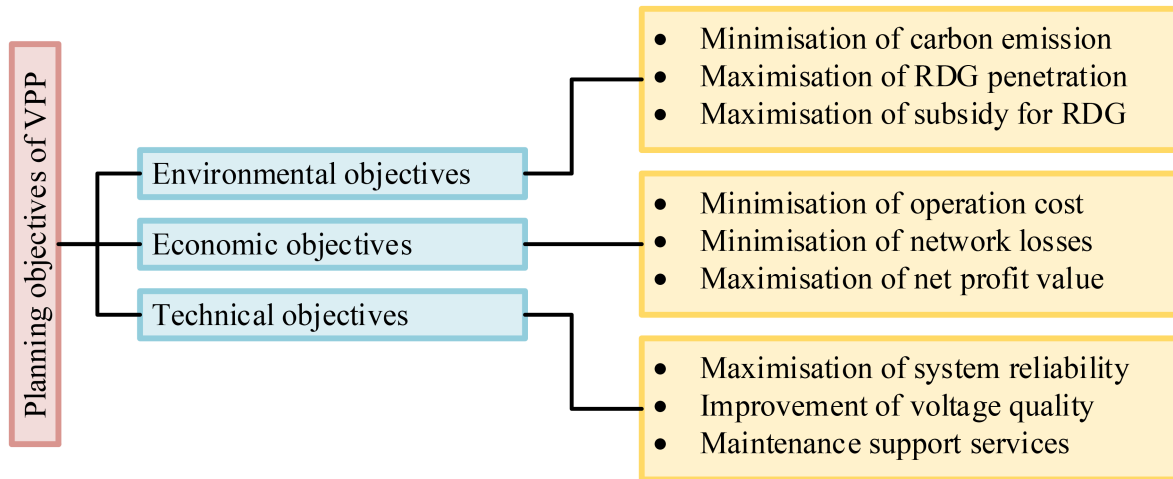 Planning objectives of VPP
Environmental objectives
Economic objectives
Technical objectives
• Minimisation of carbon emission
• Maximisation of RDG penetration
• Maximisation of subsidy for RDG
• Minimisation of operation cost
• Minimisation of network losses
• Maximisation of net profit value
• Maximisation of system reliability
• Improvement of voltage quality
• Maintenance support services